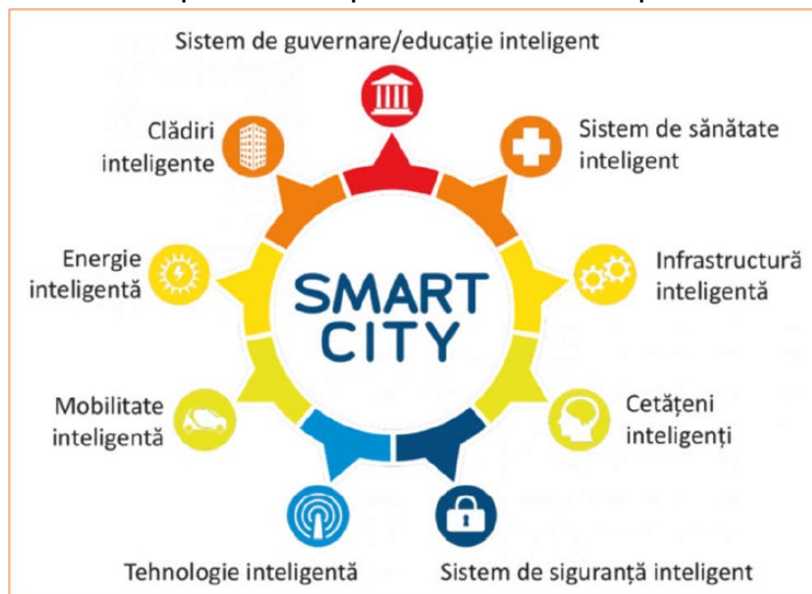 Sistem de guvernare/educație inteligent
Clădiri
inteligente
Sistem de sănătate
inteligent
Energie
inteligentă
Infrastructură
inteligentă
SMART
CITY
Mobilitate
inteligentă
Cetățeni
inteligenți
Tehnologie inteligentă
Sistem de siguranță inteligent